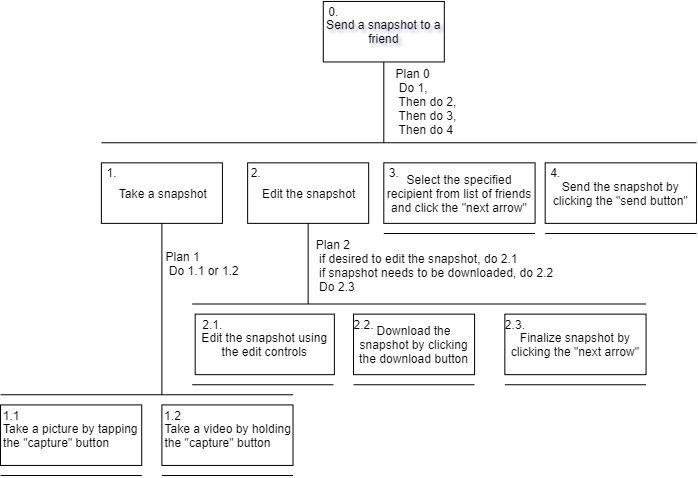 0.
Send a snapshot to a
friend
Plan 0
Do 1,
Then do 2,
Then do 3,
Then do 4
1.
Take a snapshot
2.
Edit the snapshot
3.
Select the specified
recipient from list of friends
and click the "next arrow"
4.
Send the snapshot by
clicking the "send button"
Plan 1
Do 1.1 or 1.2
Plan 2
if desired to edit the snapshot, do 2.1
if snapshot needs to be downloaded, do 2.2
Do 2.3
2.1.
Edit the snapshot using
the edit controls
2.2.
Download the
snapshot by clicking
the download button
2.3.
Finalize snapshot by
clicking the "next arrow"
1.1
Take a picture by tapping
the "capture" button
1.2
Take a video by holding
the "capture" button